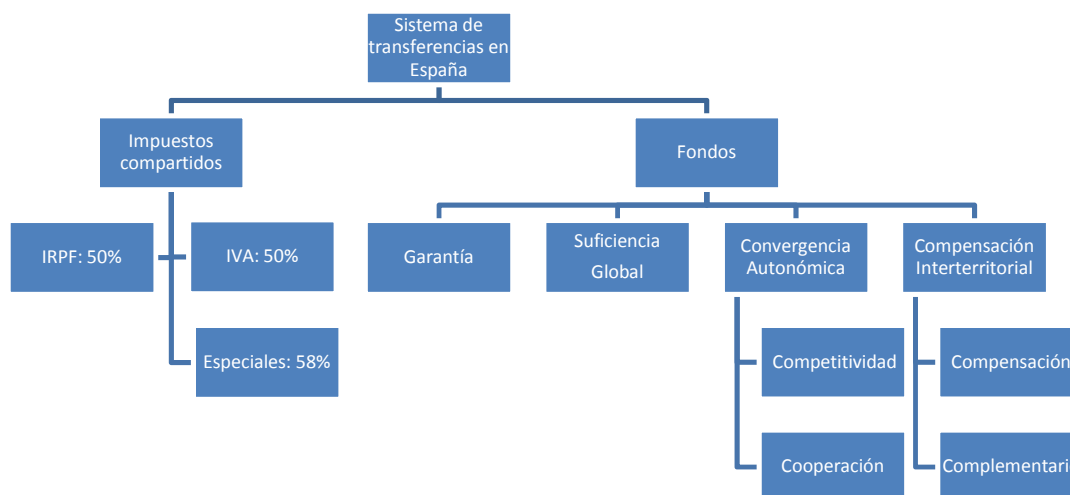 Sistema de
transferencias en
España
Impuestos
compartidos
Fondos
IRPF: 50%
IVA: 50%
Especiales: 58%
Garantía
Suficiencia
Global
Convergencia
Autonómica
Compensación
Interterritorial
Competitividad
Compensación
Cooperación
Complementari